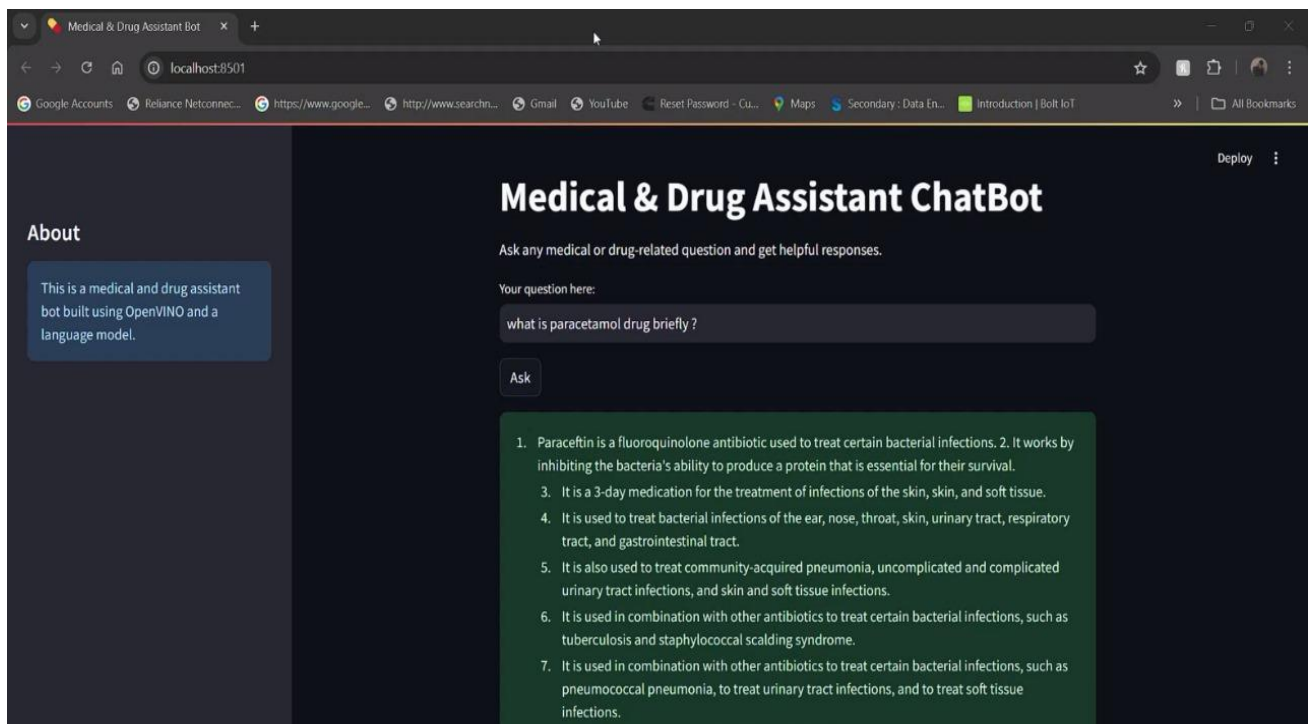 Medical & Drug Assistant Bot
localhost:8501
Google Accounts
Reliance Netconnec...
https://www.google...
http://www.searchn...
Gmail
YouTube
Reset Password - Cu...
Maps
Secondary : Data En...
Introduction | Bolt IoT
All Bookmarks
Deploy
About
This is a medical and drug assistant
bot built using OpenVINO and a
language model.
Medical & Drug Assistant ChatBot
Ask any medical or drug-related question and get helpful responses.
Your question here:
what is paracetamol drug briefly ?
Ask
1. Paraceftin is a fluoroquinolone antibiotic used to treat certain bacterial infections. 2. It works by
inhibiting the bacteria's ability to produce a protein that is essential for their survival.
3. It is a 3-day medication for the treatment of infections of the skin, skin, and soft tissue.
4. It is used to treat bacterial infections of the ear, nose, throat, skin, urinary tract, respiratory
tract, and gastrointestinal tract.
5. It is also used to treat community-acquired pneumonia, uncomplicated and complicated
urinary tract infections, and skin and soft tissue infections.
6. It is used in combination with other antibiotics to treat certain bacterial infections, such as
tuberculosis and staphylococcal scalding syndrome.
7. It is used in combination with other antibiotics to treat certain bacterial infections, such as
pneumococcal pneumonia, to treat urinary tract infections, and to treat soft tissue
infections.